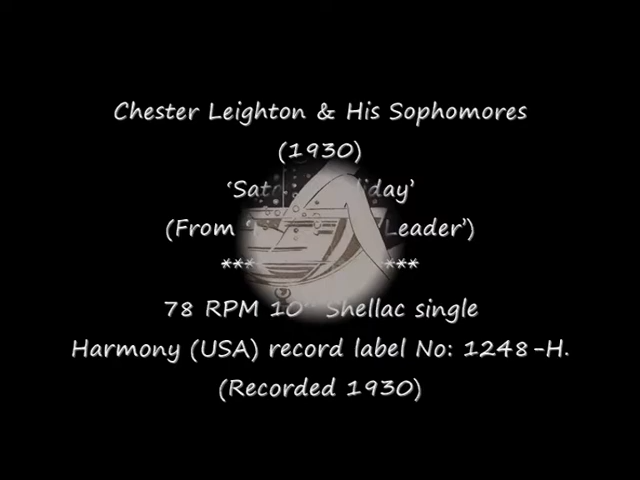 Chester Leighton & His Sophomores
(1930)
(From Leader')
78 RPM 10" Shellac single
Harmony (USA) record label No: 1248-H.
(Recorded 1930)